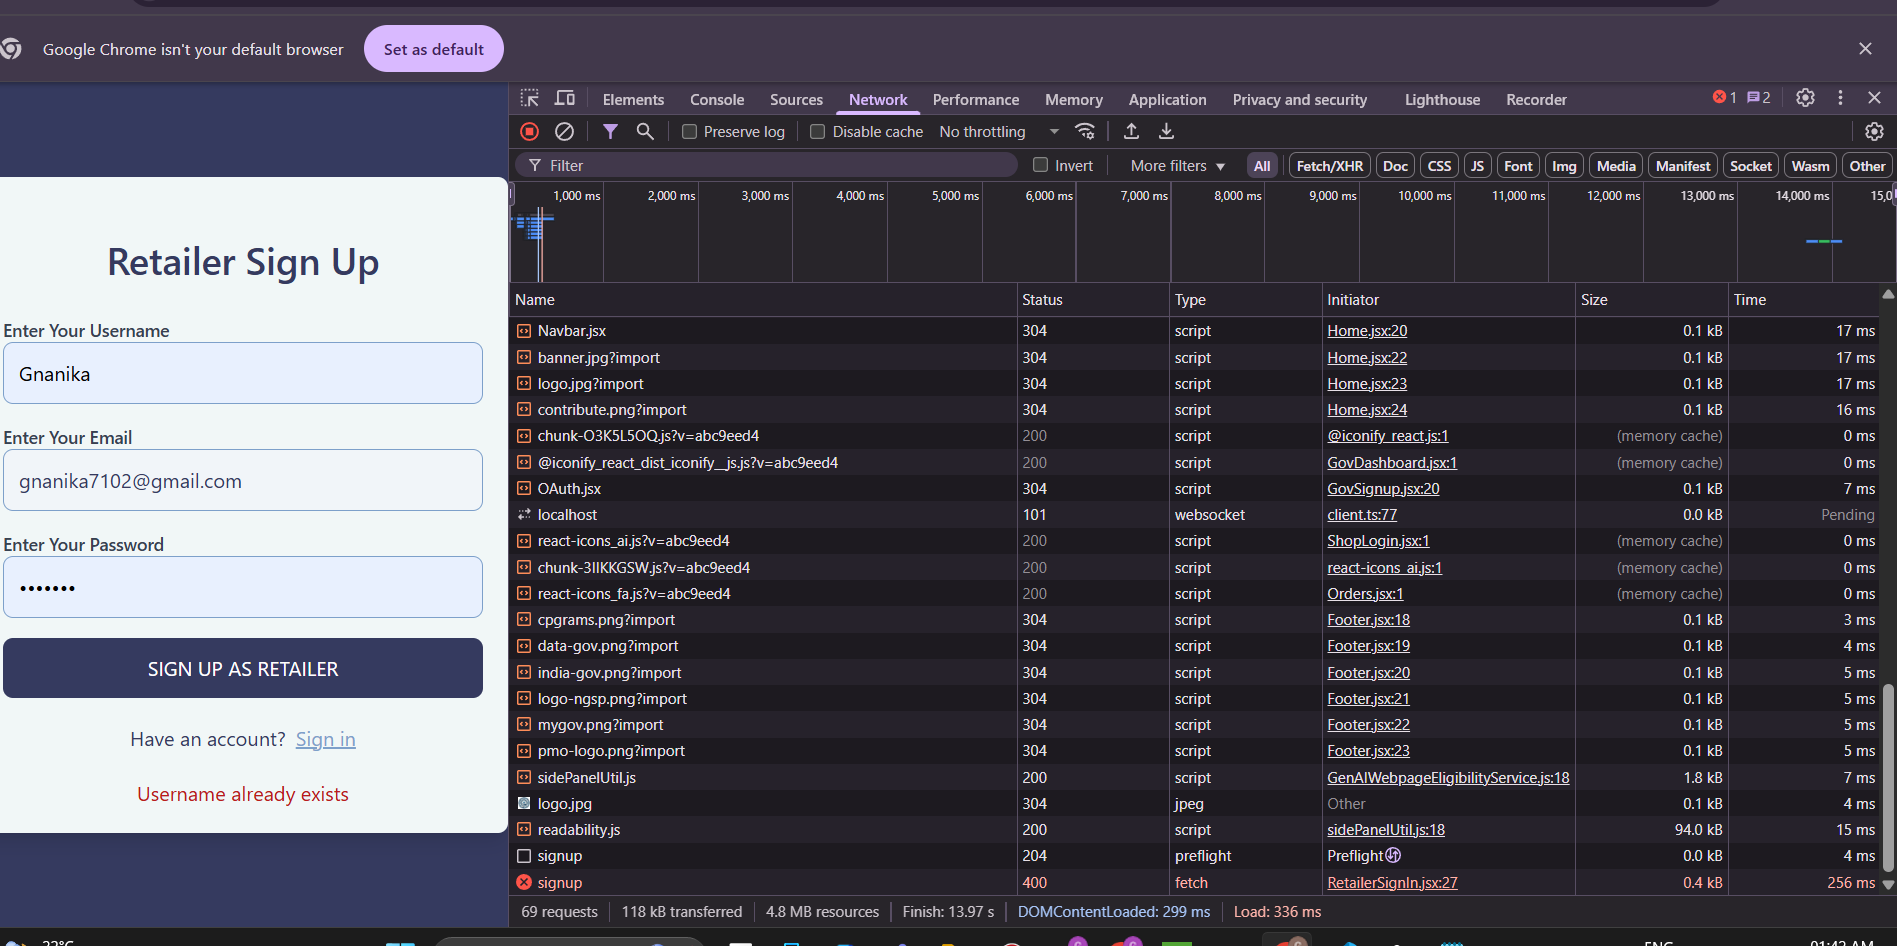 Google Chrome isn't your default browser Set as default
Elements Console Sources Network Performance Memory Application Privacy and security Lighthouse Recorder 1 2
Preserve log Disable cache No throttling
Filter Invert More filters All Fetch/XHR Doc CSS JS Font Img Media Manifest Socket Wasm Other
1,000 ms 2,000 ms 3,000 ms 4,000 ms 5,000 ms 6,000 ms 7,000 ms 8,000 ms 9,000 ms 10,000 ms 11,000 ms 12,000 ms 13,000 ms 14,000 ms 15,0
Retailer Sign Up
Enter Your Username
Gnanika
Enter Your Email
gnanika7102@gmail.com
Enter Your Password
•••••••
SIGN UP AS RETAILER
Have an account? Sign in
Username already exists
Name Status Type Initiator Size Time
Navbar.jsx 304 script Home.jsx:20 0.1 kB 17 ms
banner.jpg?import 304 script Home.jsx:22 0.1 kB 17 ms
logo.jpg?import 304 script Home.jsx:23 0.1 kB 17 ms
contribute.png?import 304 script Home.jsx:24 0.1 kB 16 ms
chunk-O3K5L5OQ.js?v=abc9eed4 200 script @iconify_react.js:1 (memory cache) 0 ms
@iconify_react_dist_iconify__js.js?v=abc9eed4 200 script GovDashboard.jsx:1 (memory cache) 0 ms
OAuth.jsx 304 script GovSignup.jsx:20 0.1 kB 7 ms
localhost 101 websocket client.ts:77 0.0 kB Pending
react-icons_ai.js?v=abc9eed4 200 script ShopLogin.jsx:1 (memory cache) 0 ms
chunk-3IIKKGSW.js?v=abc9eed4 200 script react-icons_ai.js:1 (memory cache) 0 ms
react-icons_fa.js?v=abc9eed4 200 script Orders.jsx:1 (memory cache) 0 ms
cpgrams.png?import 304 script Footer.jsx:18 0.1 kB 3 ms
data-gov.png?import 304 script Footer.jsx:19 0.1 kB 4 ms
india-gov.png?import 304 script Footer.jsx:20 0.1 kB 5 ms
logo-ngsp.png?import 304 script Footer.jsx:21 0.1 kB 5 ms
mygov.png?import 304 script Footer.jsx:22 0.1 kB 5 ms
pmo-logo.png?import 304 script Footer.jsx:23 0.1 kB 5 ms
sidePanelUtil.js 200 script GenAIWebpageEligibilityService.js:18 1.8 kB 7 ms
logo.jpg 304 jpeg Other 0.1 kB 4 ms
readability.js 200 script sidePanelUtil.js:18 94.0 kB 15 ms
signup 204 preflight Preflight 0.0 kB 4 ms
signup 400 fetch RetailerSignIn.jsx:27 0.4 kB 256 ms
69 requests 118 kB transferred 4.8 MB resources Finish: 13.97 s DOMContentLoaded: 299 ms Load: 336 ms